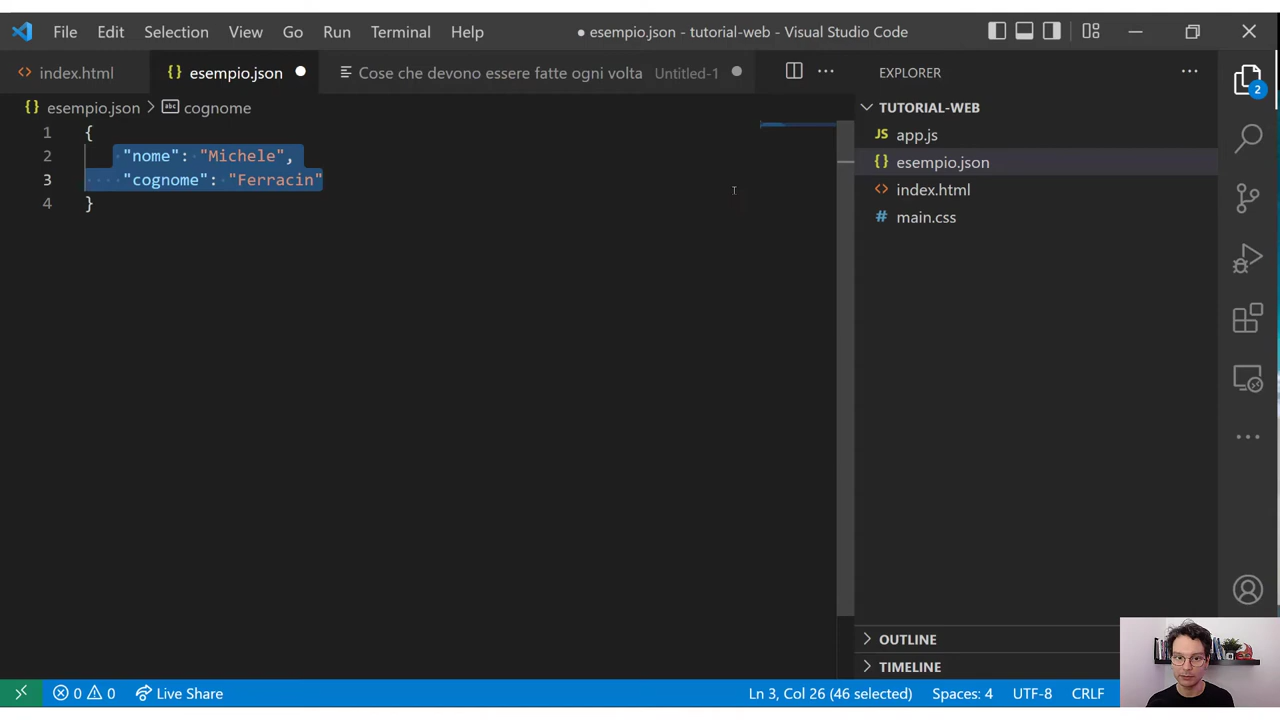 File Edit Selection View Go Run Terminal Help ● esempio.json - tutorial-web - Visual Studio Code
index.html esempio.json Cose che devono essere fatte ogni volta Untitled-1 EXPLORER
esempio.json > cognome
TUTORIAL-WEB
1 {
2 "nome": "Michele",
3 "cognome": "Ferracin"
4 }
JS app.js
{} esempio.json
<> index.html
# main.css
2
OUTLINE
TIMELINE
0 0 Live Share Ln 3, Col 26 (46 selected) Spaces: 4 UTF-8 CRLF